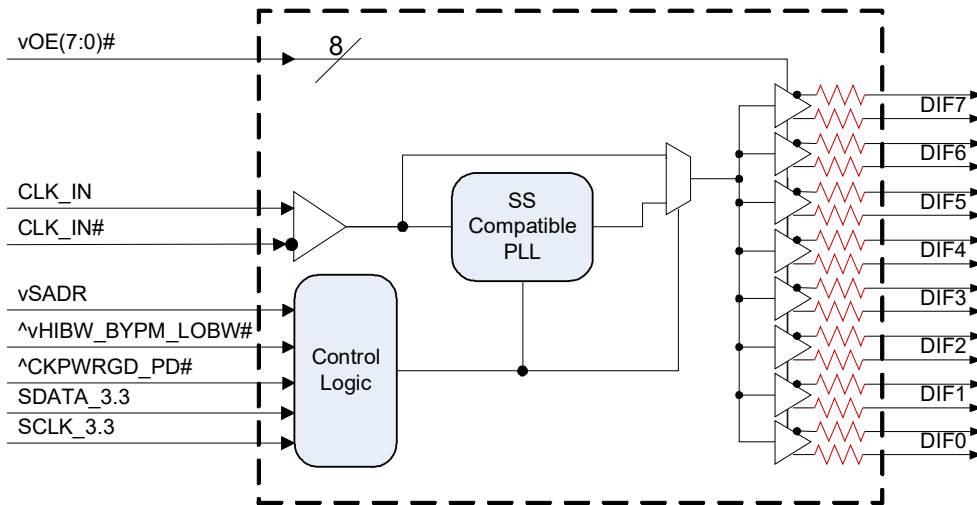 vOE(7:0)#
8
DIF7
DIF6
DIF5
DIF4
DIF3
DIF2
DIF1
DIF0
CLK_IN
CLK_IN#
SS
Compatible
PLL
vSADR
^vHIBW_BYPM_LOBW#
^CKPWRGD_PD#
SDATA_3.3
SCLK_3.3
Control
Logic